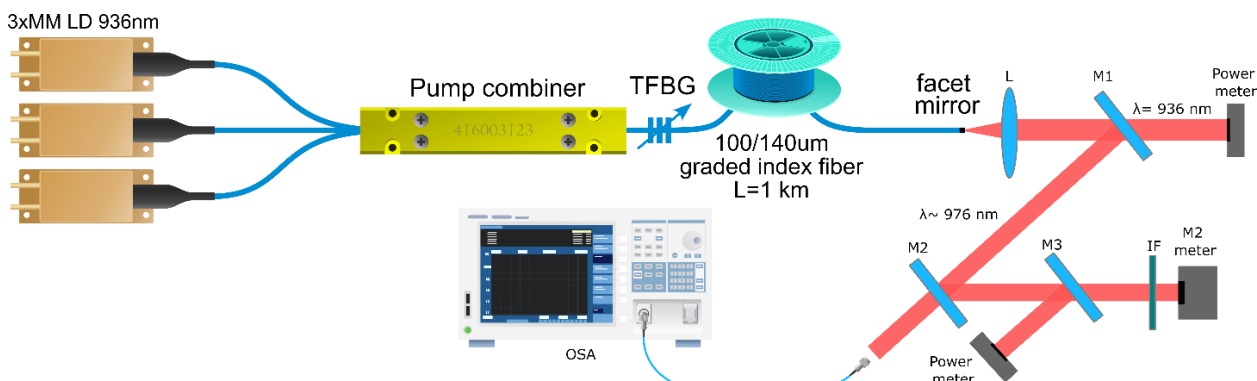 3xMM LD 936nm
Pump combiner
416003123
TFBG
100/140um
graded index fiber
L=1 km
facet
mirror
L
M1
Power
meter
λ= 936 nm
λ~ 976 nm
M2
M3
IF
M2
meter
Power
meter
OSA